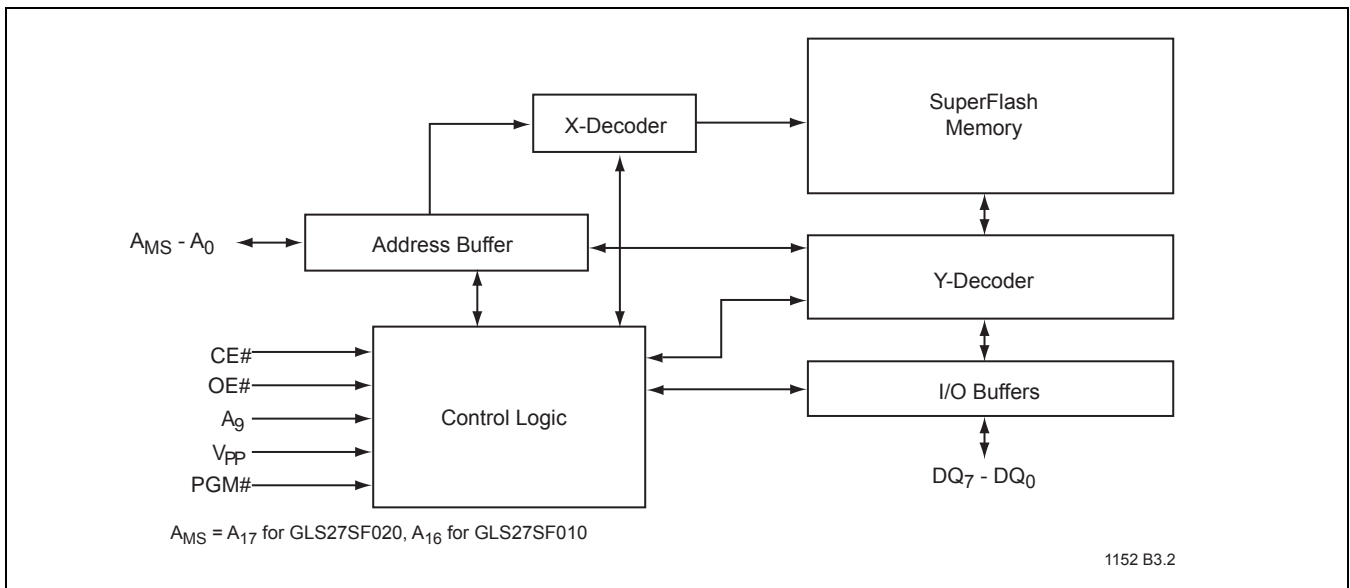 SuperFlash
Memory
X-Decoder
AMS - A0
Address Buffer
Y-Decoder
CE#
OE#
A9
VPP
PGM#
Control Logic
I/O Buffers
DQ7 - DQ0
AMS = A17 for GLS27SF020, A16 for GLS27SF010
1152 B3.2